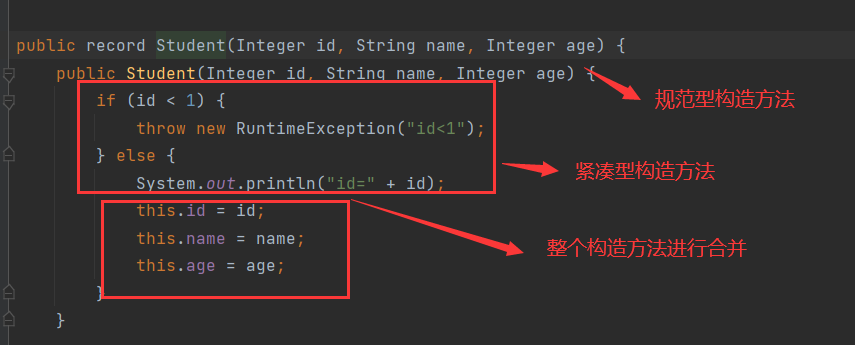 public record Student(Integer id, String name, Integer age) {
public Student(Integer id, String name, Integer age) {
规范型构造方法
if (id < 1) {
throw new RuntimeException("id<1");
} else {
紧凑型构造方法
System.out.println("id=" + id);
this.id = id;
this.name = name;
整个构造方法进行合并
this.age = age;
}
}